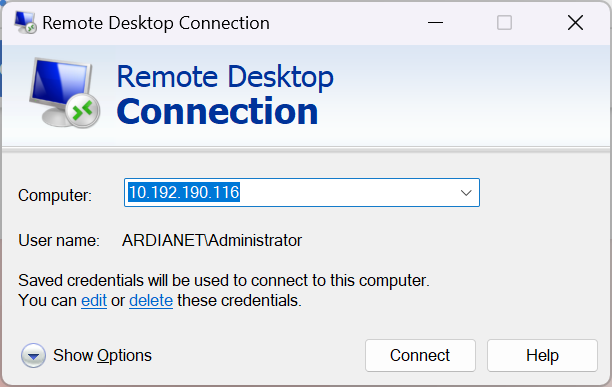 Remote Desktop Connection
Remote Desktop
Connection
Computer: 10.192.190.116
User name: ARDIANET\Administrator
Saved credentials will be used to connect to this computer.
You can edit or delete these credentials.
Show Options Connect Help